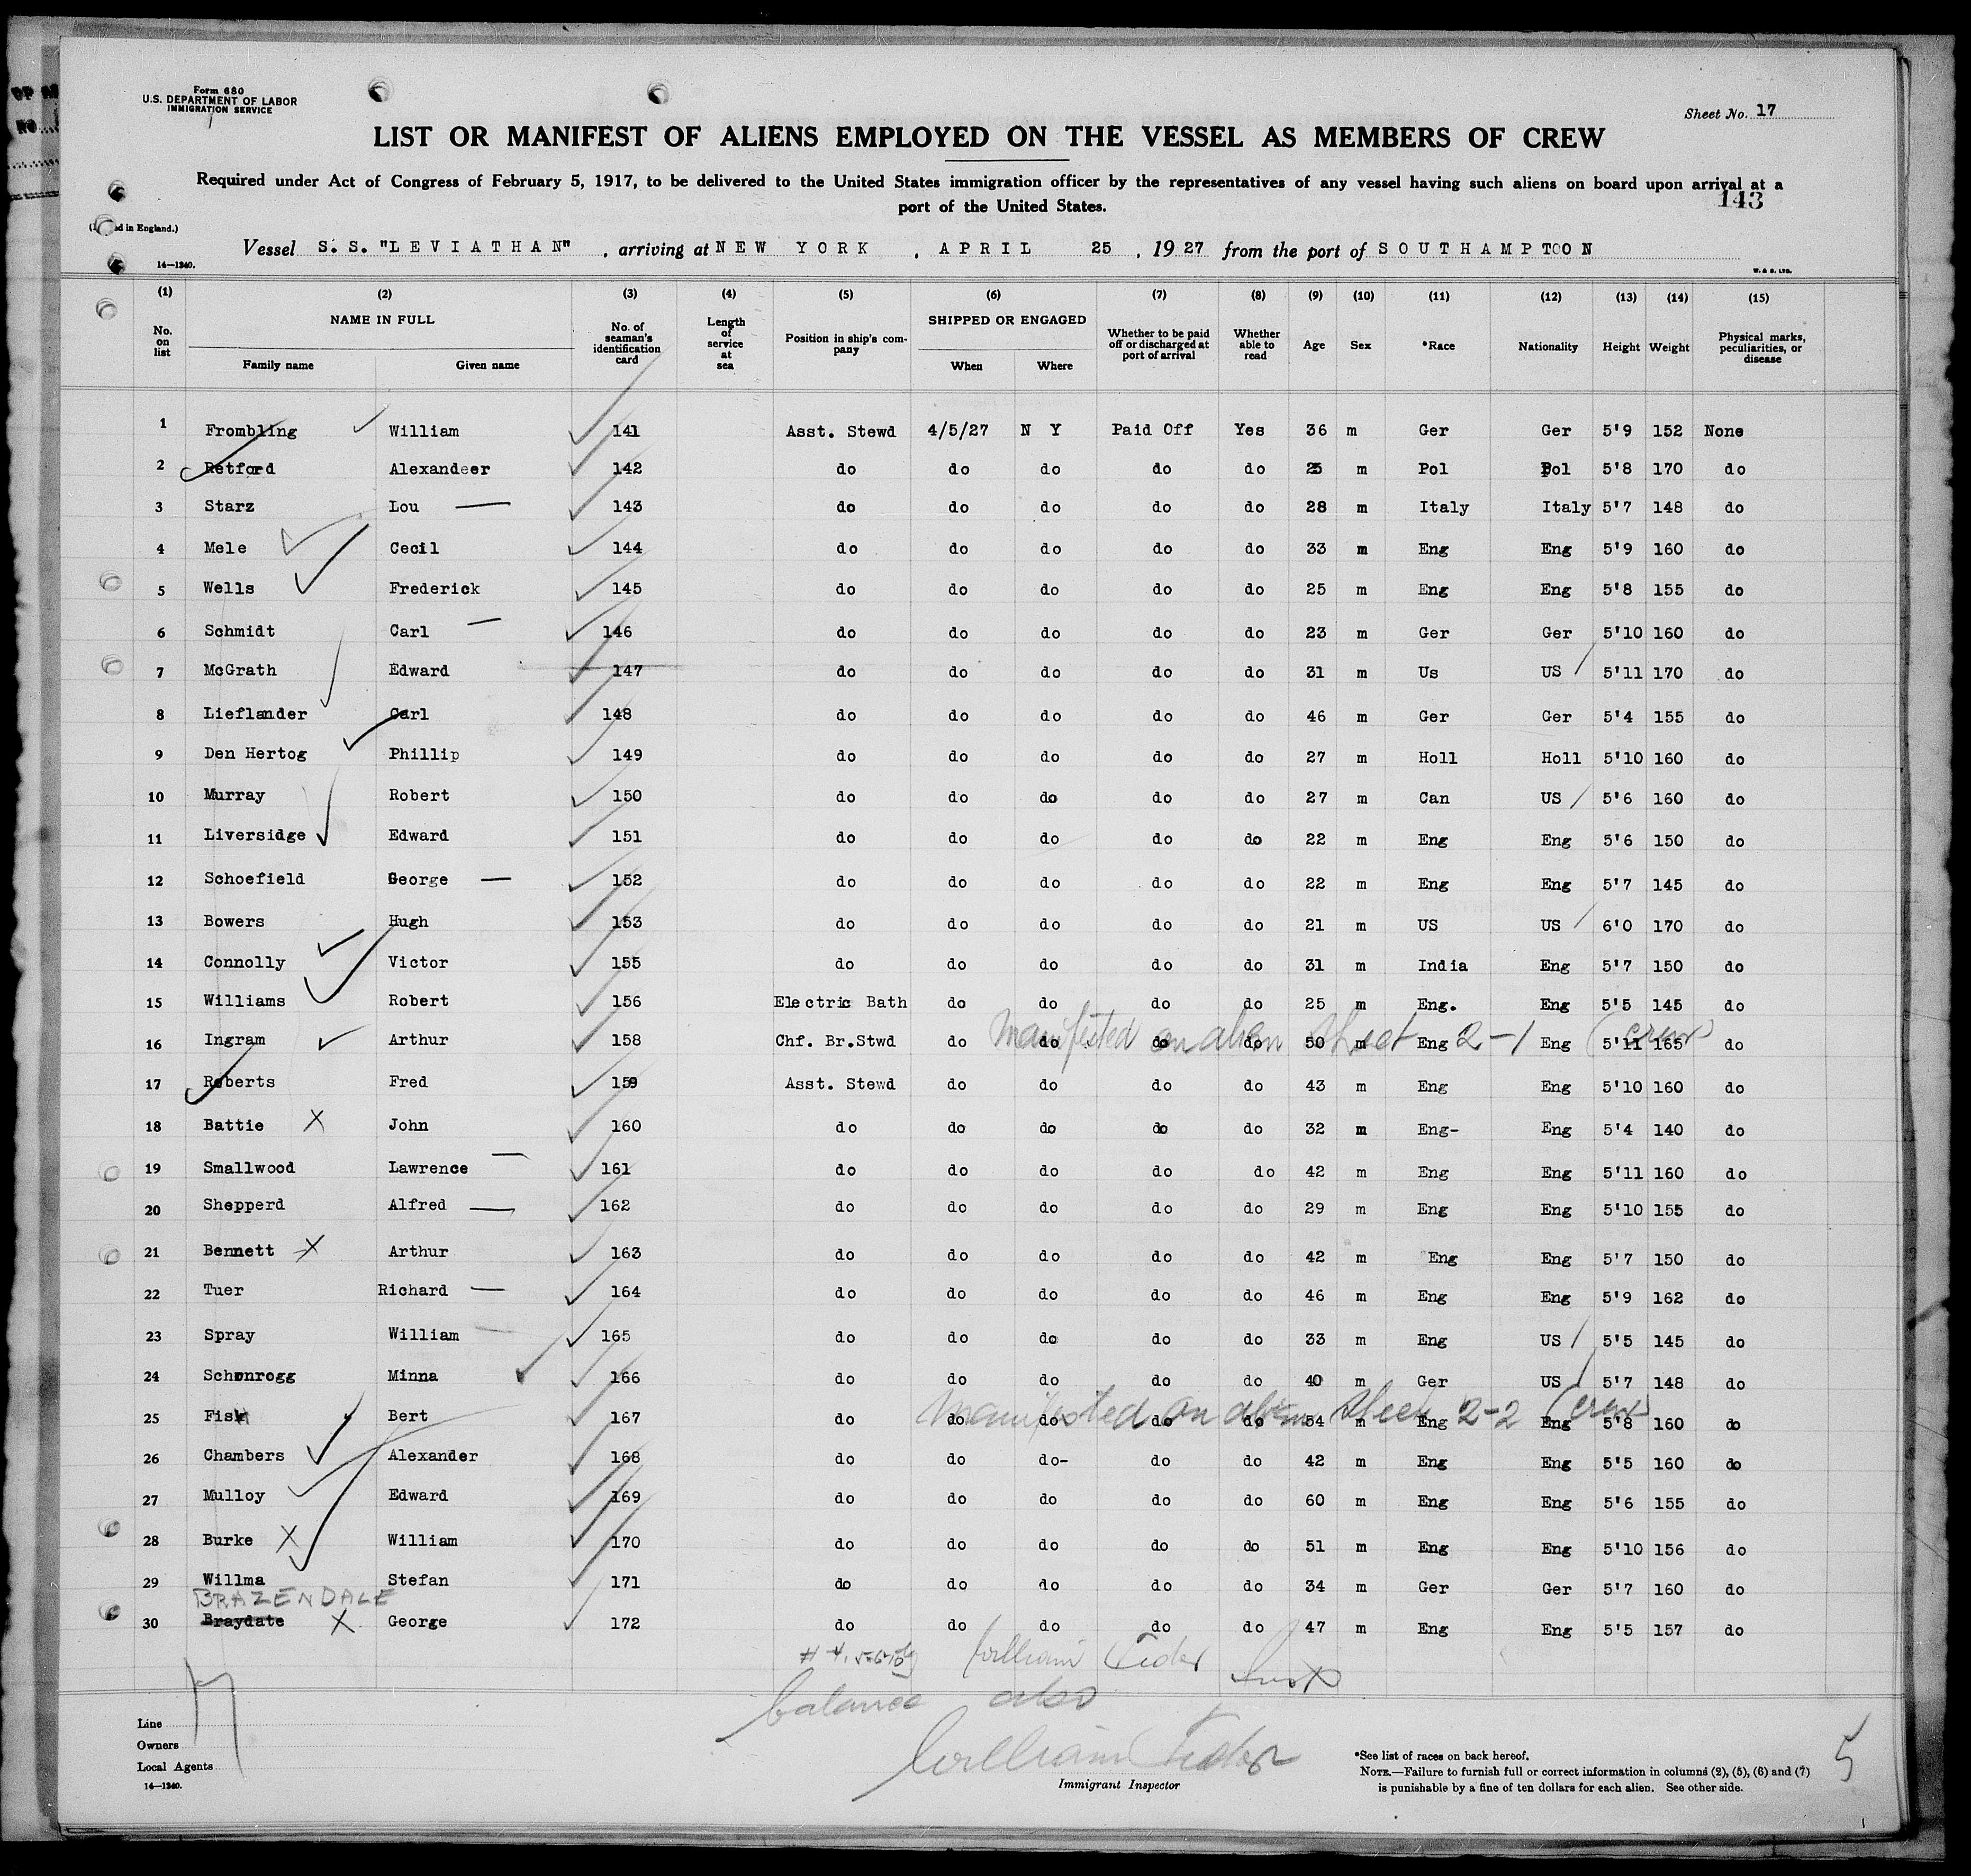 Form 680
U.S. DEPARTMENT OF LABOR
IMMIGRATION SERVICE
Sheet No. 17
LIST OR MANIFEST OF ALIENS EMPLOYED ON THE VESSEL AS MEMBERS OF CREW
Required under Act of Congress of February 5, 1917, to be delivered to the United States immigration officer by the representatives of any vessel having such aliens on board upon arrival at a
port of the United States.
143
d in England.)
Vessel S.S. "LEVIATHAN", arriving at NEW YORK, APRIL 25, 1927 from the port of SOUTHAMPTOON
14—1240.
W. & S. LTD.
(1) (2) (3) (4) (5) (6) (7) (8) (9) (10) (11) (12) (13) (14) (15)
No. on list NAME IN FULL Family name Given name No. of seaman's identification card Length of service at sea Position in ship's company SHIPPED OR ENGAGED When Where Whether to be paid off or discharged at port of arrival Whether able to read Age Sex *Race Nationality Height Weight Physical marks, peculiarities, or disease
1 Frombling William 141 Asst. Stewd 4/5/27 N Y Paid Off Yes 36 m Ger Ger 5'9 152 None
2 Retford Alexandeer 142 do do do do do 25 m Pol Pol 5'8 170 do
3 Starz Lou 143 do do do do do 28 m Italy Italy 5'7 148 do
4 Mele Cecil 144 do do do do do 33 m Eng Eng 5'9 160 do
5 Wells Frederick 145 do do do do do 25 m Eng Eng 5'8 155 do
6 Schmidt Carl 146 do do do do do 23 m Ger Ger 5'10 160 do
7 McGrath Edward 147 do do do do do 31 m Us US 5'11 170 do
8 Lieflander Carl 148 do do do do do 46 m Ger Ger 5'4 155 do
9 Den Hertog Phillip 149 do do do do do 27 m Holl Holl 5'10 160 do
10 Murray Robert 150 do do do do do 27 m Can US 5'6 160 do
11 Liversidge Edward 151 do do do do do 22 m Eng Eng 5'6 150 do
12 Schoefield George 152 do do do do do 22 m Eng Eng 5'7 145 do
13 Bowers Hugh 153 do do do do do 21 m US US 6'0 170 do
14 Connolly Victor 155 do do do do do 31 m India Eng 5'7 150 do
15 Williams Robert 156 Electric Bath do do do do 25 m Eng. Eng 5'5 145 do
Manifested on alien sheet 2-1 (crew)
16 Ingram Arthur 158 Chf. Br.Stwd do do do do 50 m Eng Eng 5'11 165 do
17 Roberts Fred 159 Asst. Stewd do do do do 43 m Eng Eng 5'10 160 do
18 Battie John 160 do do do do do 32 m Eng- Eng 5'4 140 do
19 Smallwood Lawrence 161 do do do do do 42 m Eng Eng 5'11 160 do
20 Shepperd Alfred 162 do do do do do 29 m Eng Eng 5'10 155 do
21 Bennett Arthur 163 do do do do do 42 m Eng Eng 5'7 150 do
22 Tuer Richard 164 do do do do do 46 m Eng Eng 5'9 162 do
23 Spray William 165 do do do do do 33 m Eng US 5'5 145 do
24 Schonrogg Minna 166 do do do do do 40 m Ger US 5'7 148 do
Manifested on alien sheet 2-2 (crew)
25 Fisk Bert 167 do do do do do 54 m Eng Eng 5'8 160 do
26 Chambers Alexander 168 do do do- do do 42 m Eng Eng 5'5 160 do
27 Mulloy Edward 169 do do do do do 60 m Eng Eng 5'6 155 do
28 Burke William 170 do do do do do 51 m Eng Eng 5'10 156 do
29 Willma Stefan 171 do do do do do 34 m Ger Ger 5'7 160 do
BRAZENDALE
30 Braydate George 172 do do do do do 47 m Eng Eng 5'5 157 do
William Fider
balance also
William Fider
Line
Owners
Local Agents
14—1240.
Immigrant Inspector
*See list of races on back hereof.
NOTE.—Failure to furnish full or correct information in columns (2), (5), (6) and (7)
is punishable by a fine of ten dollars for each alien. See other side.
5